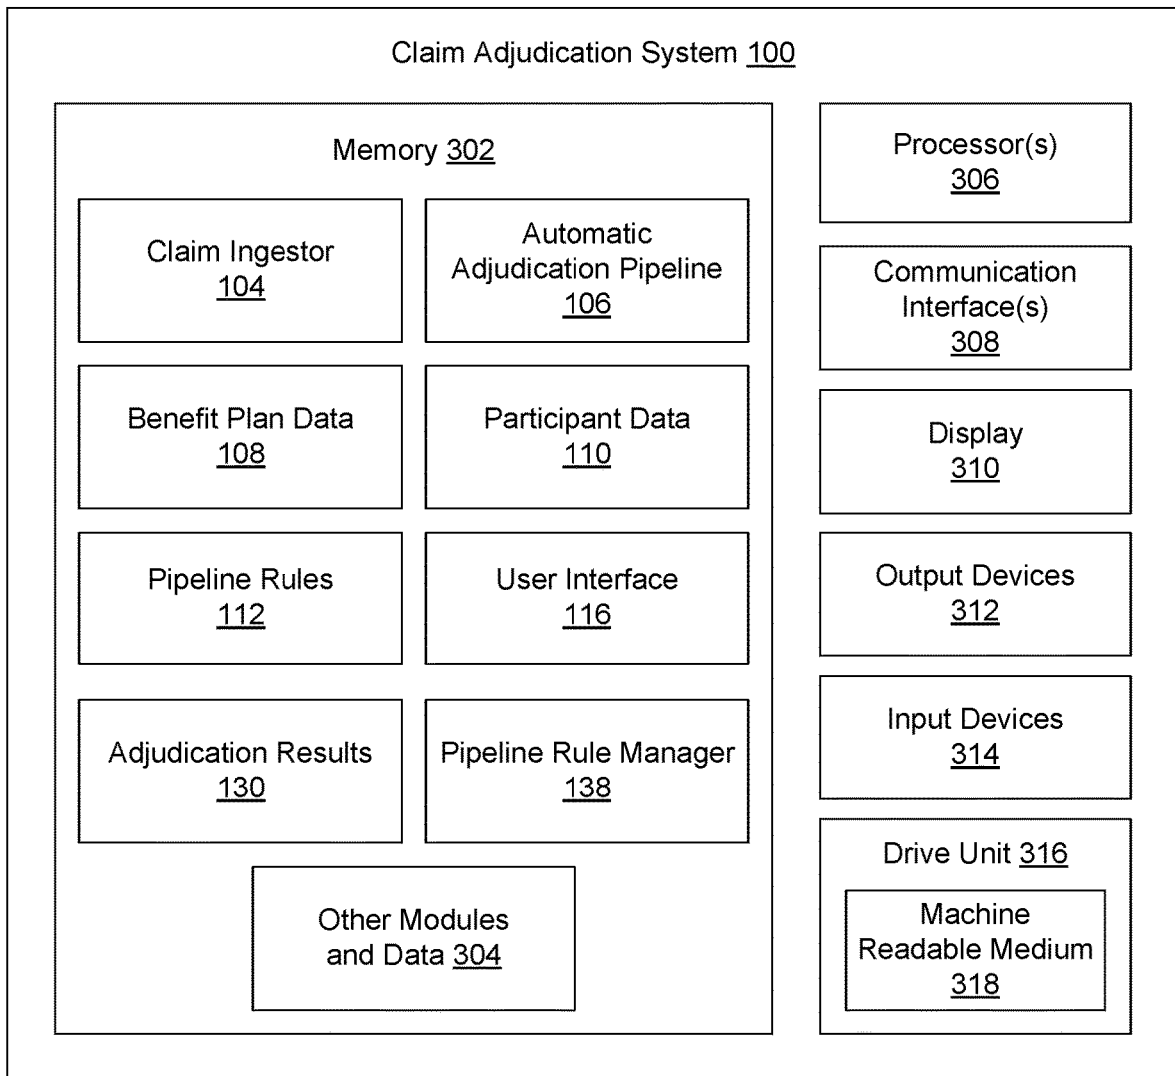 Claim Adjudication System 100
Memory 302
Claim Ingestor
104
Automatic
Adjudication Pipeline
106
Benefit Plan Data
108
Participant Data
110
Pipeline Rules
112
User Interface
116
Adjudication Results
130
Pipeline Rule Manager
138
Other Modules
and Data 304
Processor(s)
306
Communication
Interface(s)
308
Display
310
Output Devices
312
Input Devices
314
Drive Unit 316
Machine
Readable Medium
318